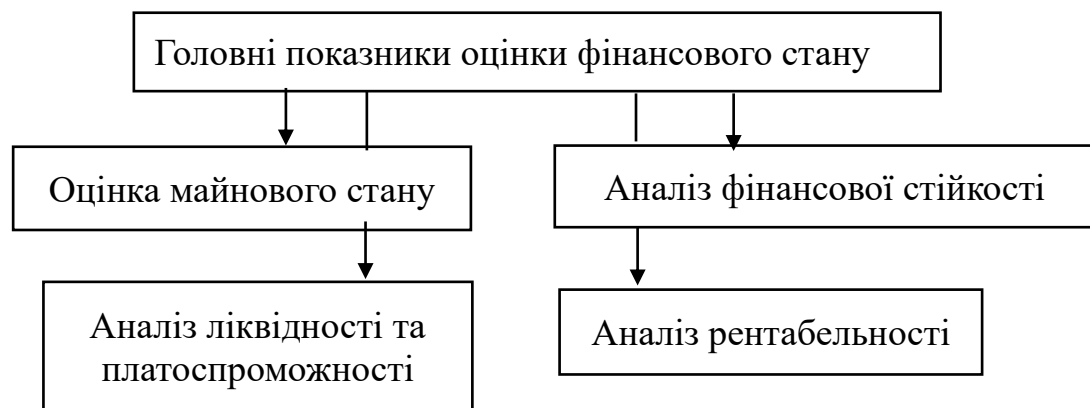 Головні показники оцінки фінансового стану
Оцінка майнового стану
Аналіз фінансової стійкості
Аналіз ліквідності та
платоспроможності
Аналіз рентабельності